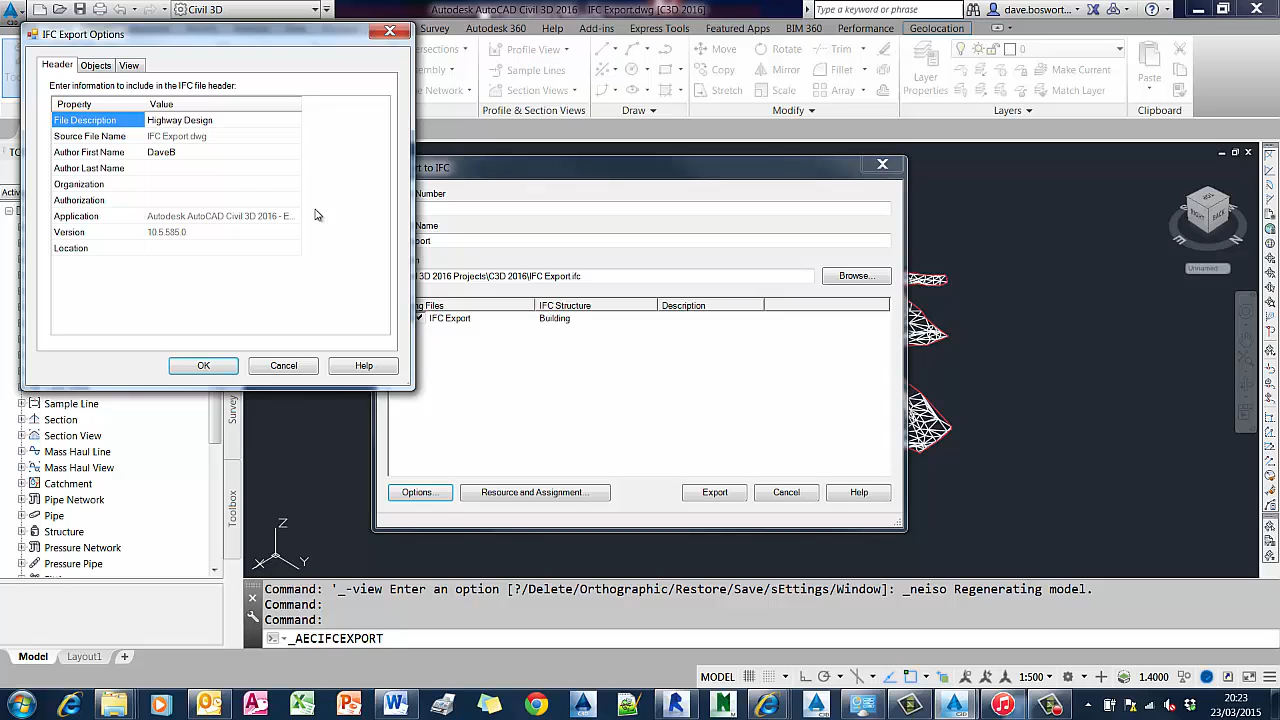 Civil 3D
Autodesk AutoCAD Civil 3D 2016
IFC Export.dwg (C3D 2016)
Type a keyword or phrase
dave.boswort...
Survey
Autodesk 360
Help
Add-ins
Express Tools
Featured Apps
BIM 360
Performance
Geolocation
Profile View
Sample Lines
Section Views
Profile & Section Views
Draw
Move
Rotate
Trim
Copy
Mirror
Fillet
Stretch
Scale
Array
Modify
0
Layer
Properties
Make Current
Match Layer
Layers
Paste
Clipboard
IFC Export Options
Header
Objects
View
Enter information to include in the IFC file header:
Property
Value
File Description
Highway Design
Source File Name
IFC Export.dwg
Author First Name
DaveB
Author Last Name
Organization
Authorization
Application
Autodesk AutoCAD Civil 3D 2016 - E...
Version
10.5.585.0
Location
OK
Cancel
Help
rt to IFC
Number
Name
port
3D 2016 Projects\C3D 2016\IFC Export.ifc
Browse...
ng Files
IFC Structure
Description
IFC Export
Building
Options...
Resource and Assignment...
Export
Cancel
Help
BACK
Unnamed
Sample Line
Section
Section View
Mass Haul Line
Mass Haul View
Catchment
Pipe Network
Pipe
Structure
Pressure Network
Pressure Pipe
Survey
Toolbox
Z
X
Y
Command: '_-view Enter an option [?/Delete/Orthographic/Restore/Save/sEttings/Window]: _neiso Regenerating model.
Command:
Command:
_AECIFCEXPORT
Model
Layout1
MODEL
1:500
1.4000
20:23
23/03/2015